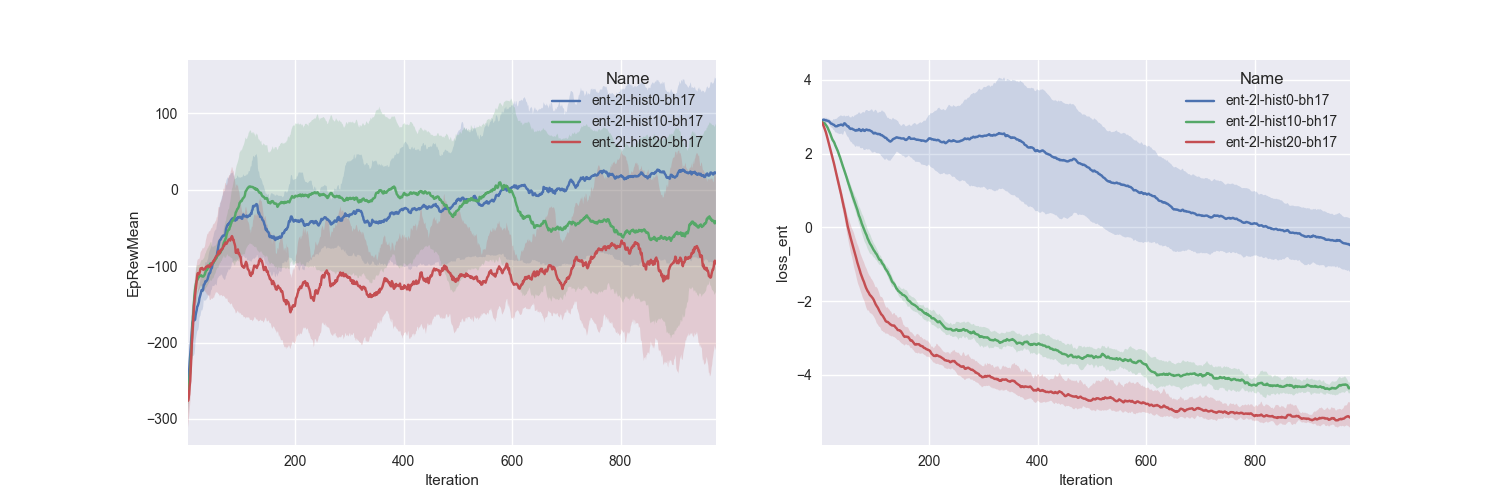 Name
ent-2l-hist0-bh17
ent-2l-hist10-bh17
ent-2l-hist20-bh17
EpRewMean
100
0
−100
−200
−300
200
400
600
800
Iteration
Name
ent-2l-hist0-bh17
ent-2l-hist10-bh17
ent-2l-hist20-bh17
loss_ent
4
2
0
−2
−4
200
400
600
800
Iteration